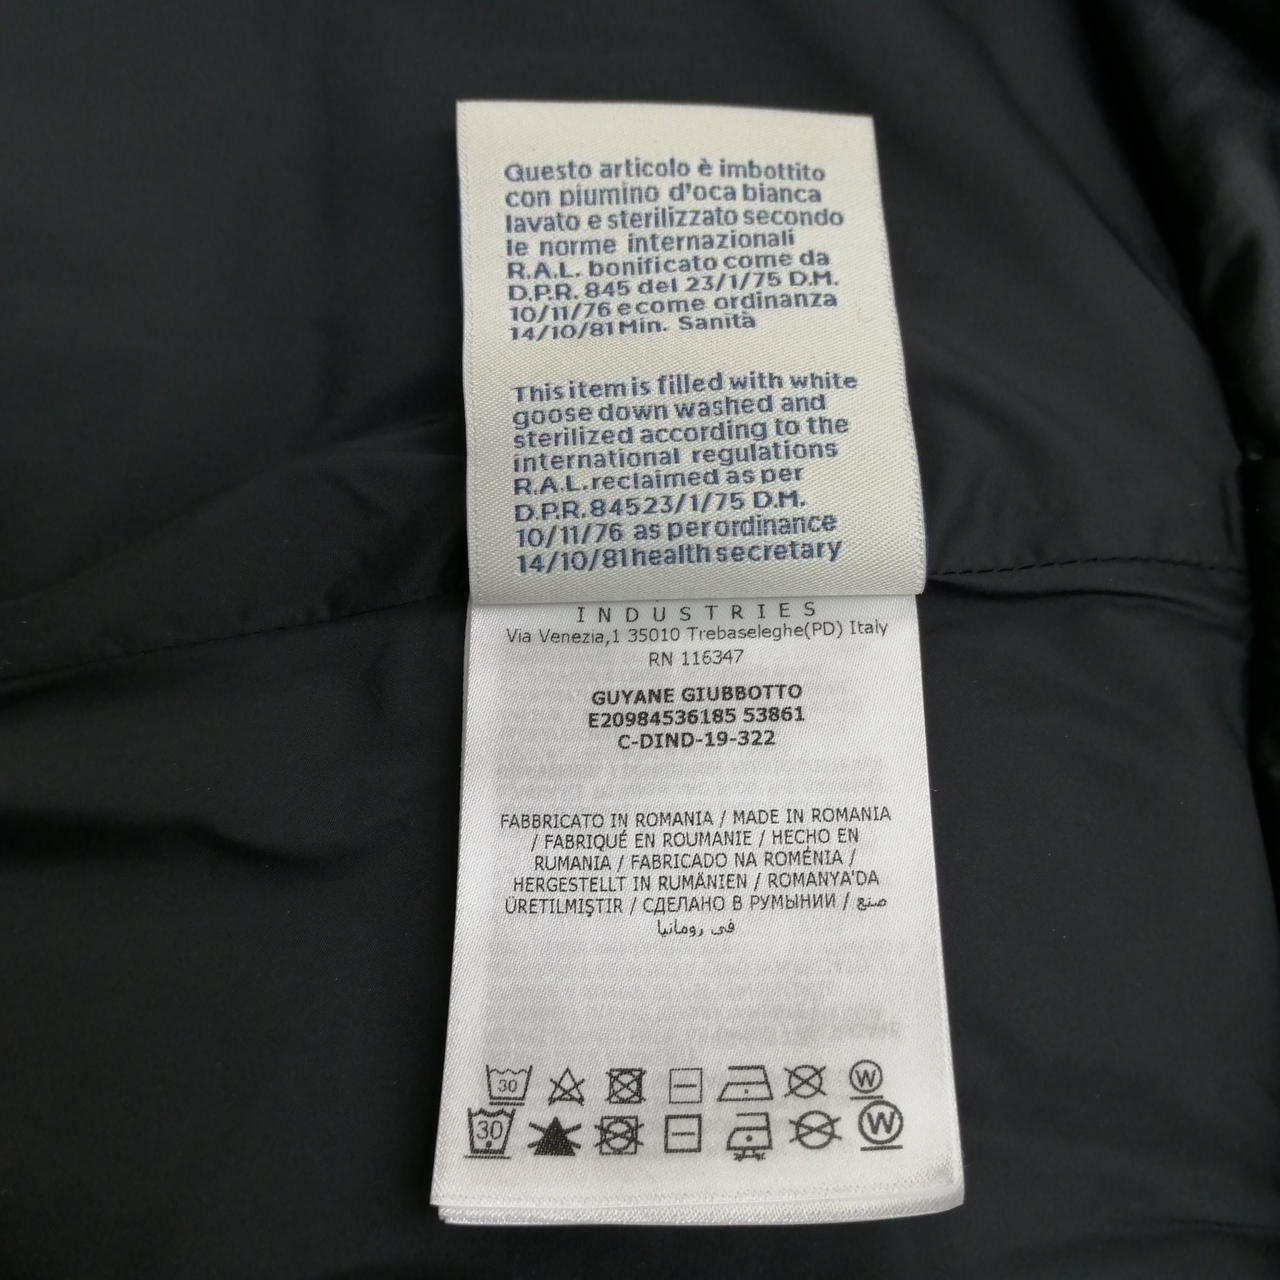 Questo articolo è imbottito
con piumino d'oca bianca
lavato e sterilizzato secondo
le norme internazionali
R.A.L. bonificato come da
D.P.R. 845 del 23/1/75 D.M.
10/11/76 e come ordinanza
14/10/81 Min. Sanità
This item is filled with white
goose down washed and
sterilized according to the
international regulations
R.A.L. reclaimed as per
D.P.R. 84523/1/75 D.M.
10/11/76 as per ordinance
14/10/81 health secretary
INDUSTRIES
Via Venezia,1 35010 Trebaseleghe(PD) Italy
RN 116347
GUYANE GIUBBOTTO
E20984536185 53861
C-DIND-19-322
FABBRICATO IN ROMANIA / MADE IN ROMANIA
/ FABRIQUÉ EN ROUMANIE / HECHO EN
RUMANIA / FABRICADO NA ROMÉNIA /
HERGESTELLT IN RUMÄNIEN / ROMANYA'DA
ÜRETILMIŞTIR / СДЕЛАНО В РУМЫНИИ / صنع
في رومانيا
30 W
30 W